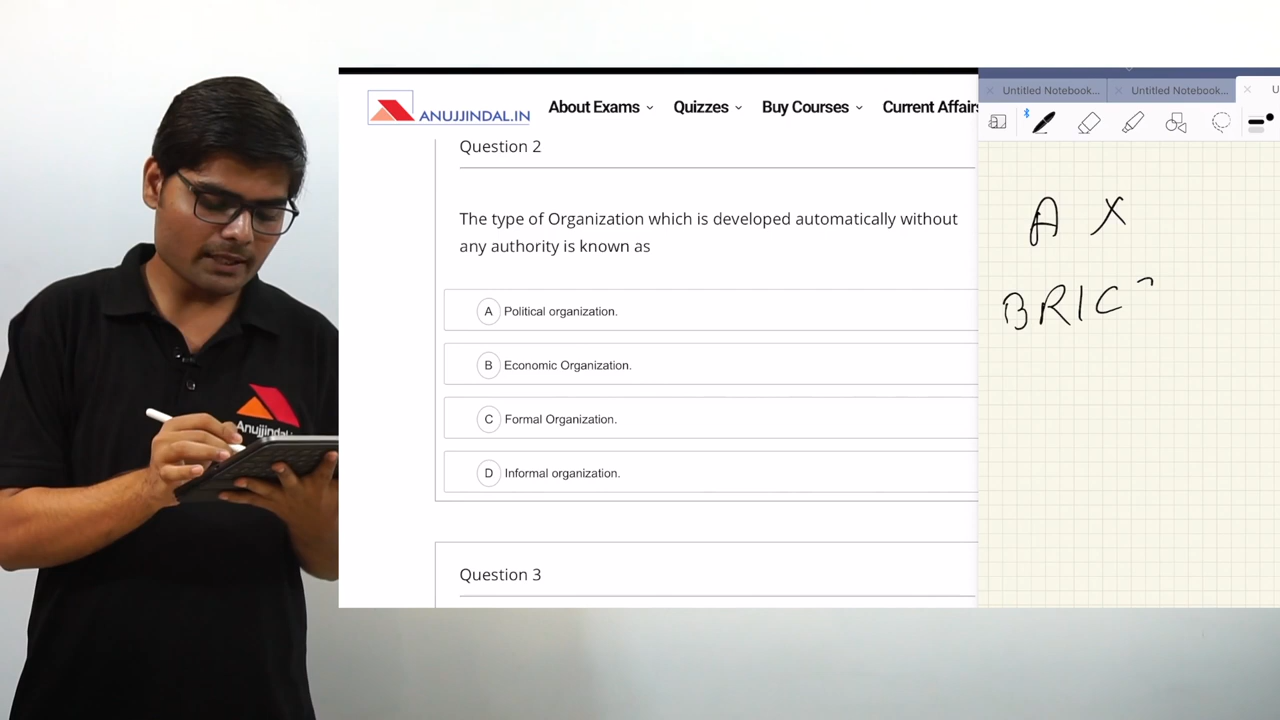 ANUJJINDAL.IN
About Exams
Quizzes
Buy Courses
Current Affairs
Question 2
The type of Organization which is developed automatically without
any authority is known as
A Political organization.
B Economic Organization.
C Formal Organization.
D Informal organization.
Question 3
Untitled Notebook...
Untitled Notebook...
U
A X
BRIC
Anujjindal.in